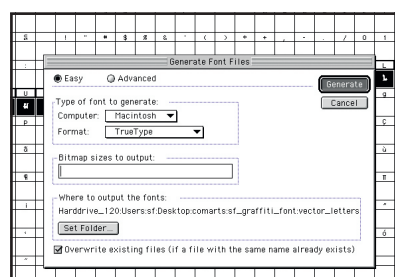 S ! " # $ % & ' ( ) * + , - . / 0 1
Generate Font Files
Easy Advanced
Generate
Type of font to generate:
Cancel
Computer: Macintosh
Format: TrueType
Bitmap sizes to output:
Where to output the fonts:
Harddrive_120:Users:sf:Desktop:comarts:sf_graffiti_font:vector_letters
Set Folder...
Overwrite existing files (if a file with the same name already exists)